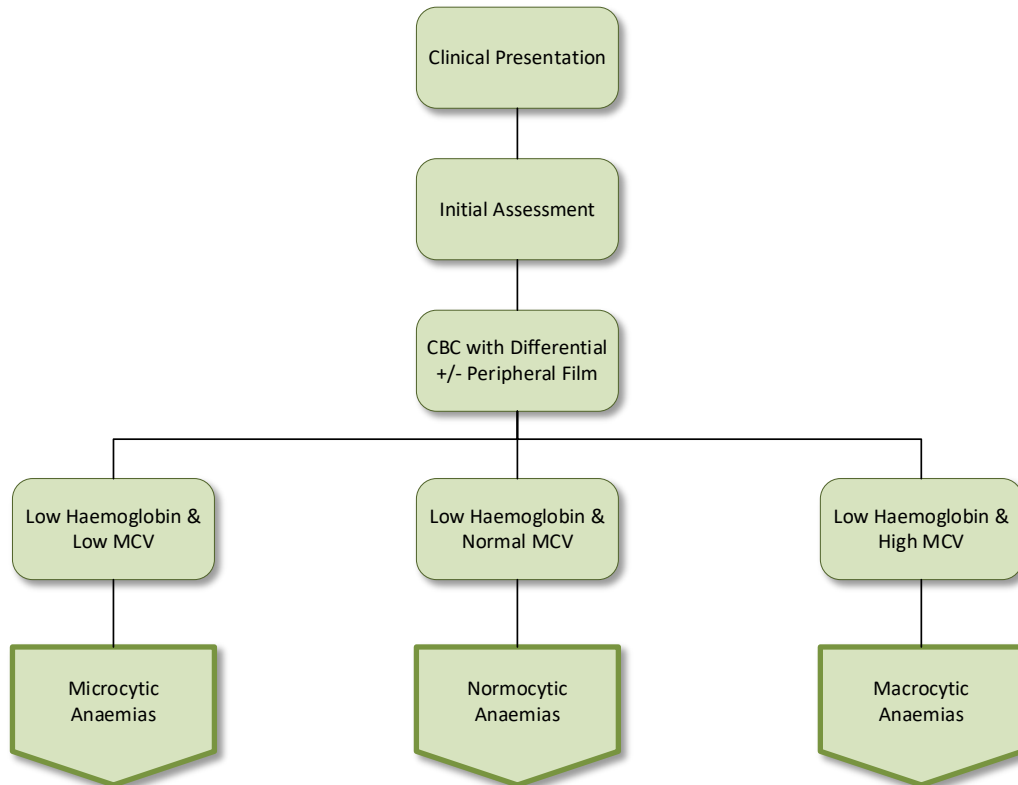 Clinical Presentation
Initial Assessment
CBC with Differential
+/- Peripheral Film
Low Haemoglobin &
Low MCV
Low Haemoglobin &
Normal MCV
Low Haemoglobin &
High MCV
Microcytic
Anaemias
Normocytic
Anaemias
Macrocytic
Anaemias